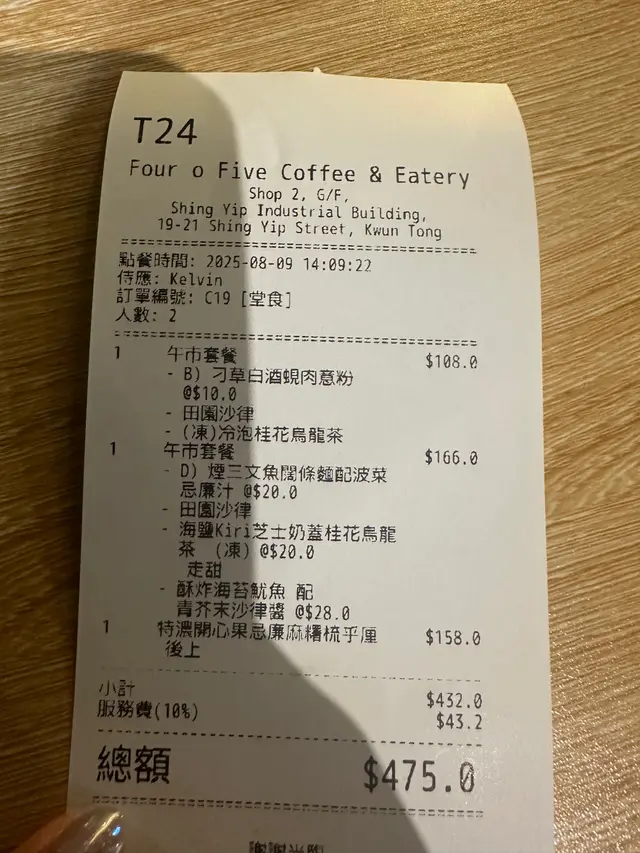 T24
Four o Five Coffee & Eatery
Shop 2, G/F,
Shing Yip Industrial Building,
19-21 Shing Yip Street, Kwun Tong
點餐時間: 2025-08-09 14:09:22
侍應: Kelvin
訂單編號: C19 [堂食]
人數: 2
1 午市套餐 $108.0
- B) 刁草白酒蜆肉意粉
@$10.0
- 田園沙律
- (凍)冷泡桂花烏龍茶
1 午市套餐 $166.0
- D) 煙三文魚闊條麵配波菜
忌廉汁 @$20.0
- 田園沙律
- 海鹽Kiri芝士奶蓋桂花烏龍
茶 (凍) @$20.0
走甜
- 酥炸海苔魷魚 配
青芥末沙律醬 @$28.0
1 特濃開心果忌廉麻糬梳乎厘 $158.0
後上
小計 $432.0
服務費(10%) $43.2
總額 $475.0